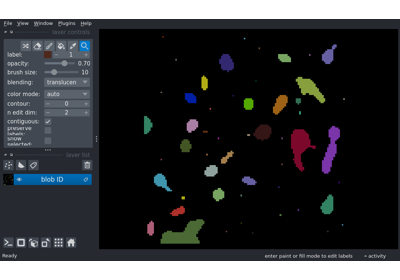 File View Window Plugins Help
layer controls
label: 1
opacity: 0.70
brush size: 10
blending: translucen
color mode: auto
contour: 0
n edit dim: 2
contiguous: ✓
preserve
labels:
show
selected:
layer list
blob ID
Ready enter paint or fill mode to edit labels activity